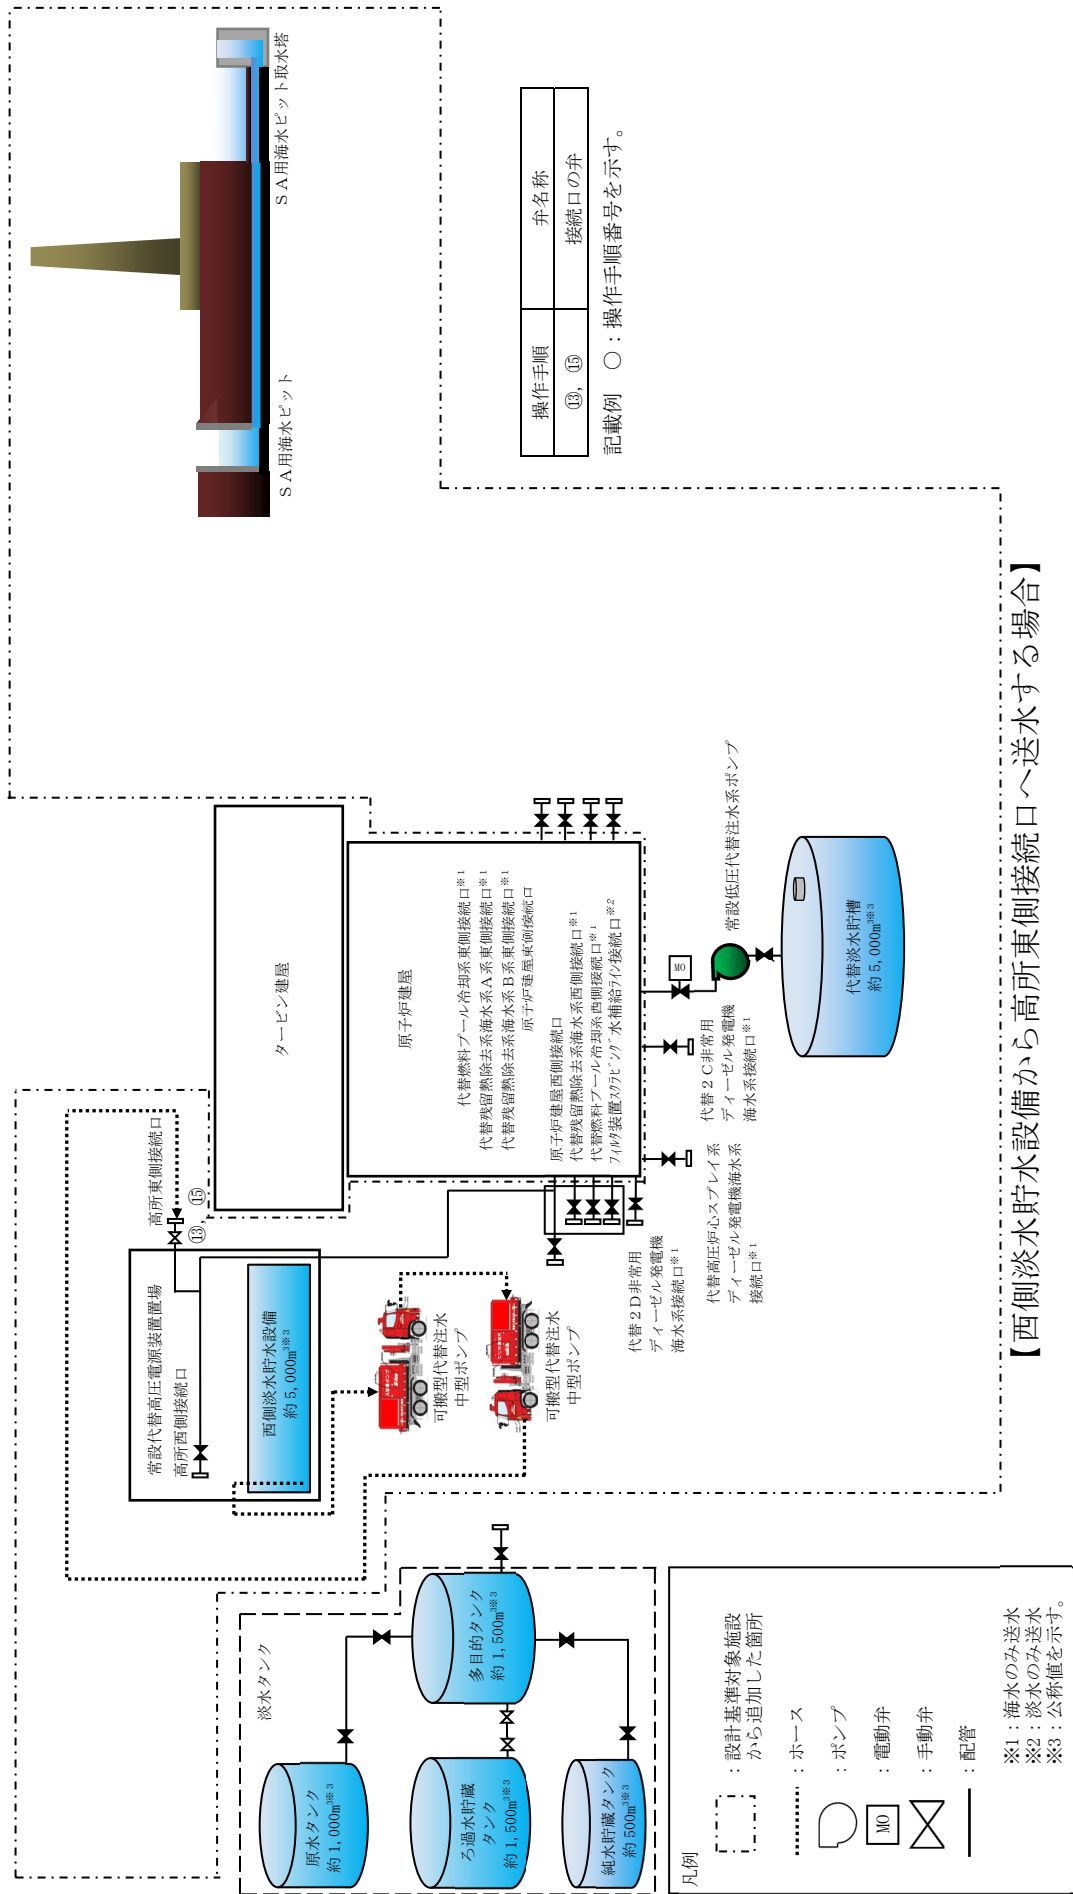 ＳＡ用海水ピット取水塔
ＳＡ用海水ピット
操作手順
弁名称
⑬，⑮
接続口の弁
記載例　○：操作手順番号を示す。
タービン建屋
原子炉建屋
代替燃料プール冷却系東側接続口※1
代替残留熱除去系海水系Ａ系東側接続口※1
代替残留熱除去系海水系Ｂ系東側接続口※1
原子炉建屋東側接続口
原子炉建屋西側接続口
代替残留熱除去系海水系西側接続口※1
代替燃料プール冷却系西側接続口※1
フィルタ装置スクラビング水補給ライン接続口※2
高所東側接続口
⑬，⑮
常設代替高圧電源装置置場
高所西側接続口
西側淡水貯水設備
約5,000m³※3
可搬型代替注水
中型ポンプ
可搬型代替注水
中型ポンプ
代替２Ｄ非常用
ディーゼル発電機
海水系接続口※1
代替高圧炉心スプレイ系
ディーゼル発電機海水系
接続口※1
代替２Ｃ非常用
ディーゼル発電機
海水系接続口※1
MO
常設低圧代替注水系ポンプ
代替淡水貯槽
約5,000m³※3
淡水タンク
原水タンク
約1,000m³※3
多目的タンク
約1,500m³※3
ろ過水貯蔵
タンク
約1,500m³※3
純水貯蔵タンク
約500m³※3
凡例
：設計基準対象施設
から追加した箇所
：ホース
：ポンプ
MO
：電動弁
：手動弁
：配管
※1：海水のみ送水
※2：淡水のみ送水
※3：公称値を示す。
【西側淡水貯水設備から高所東側接続口へ送水する場合】